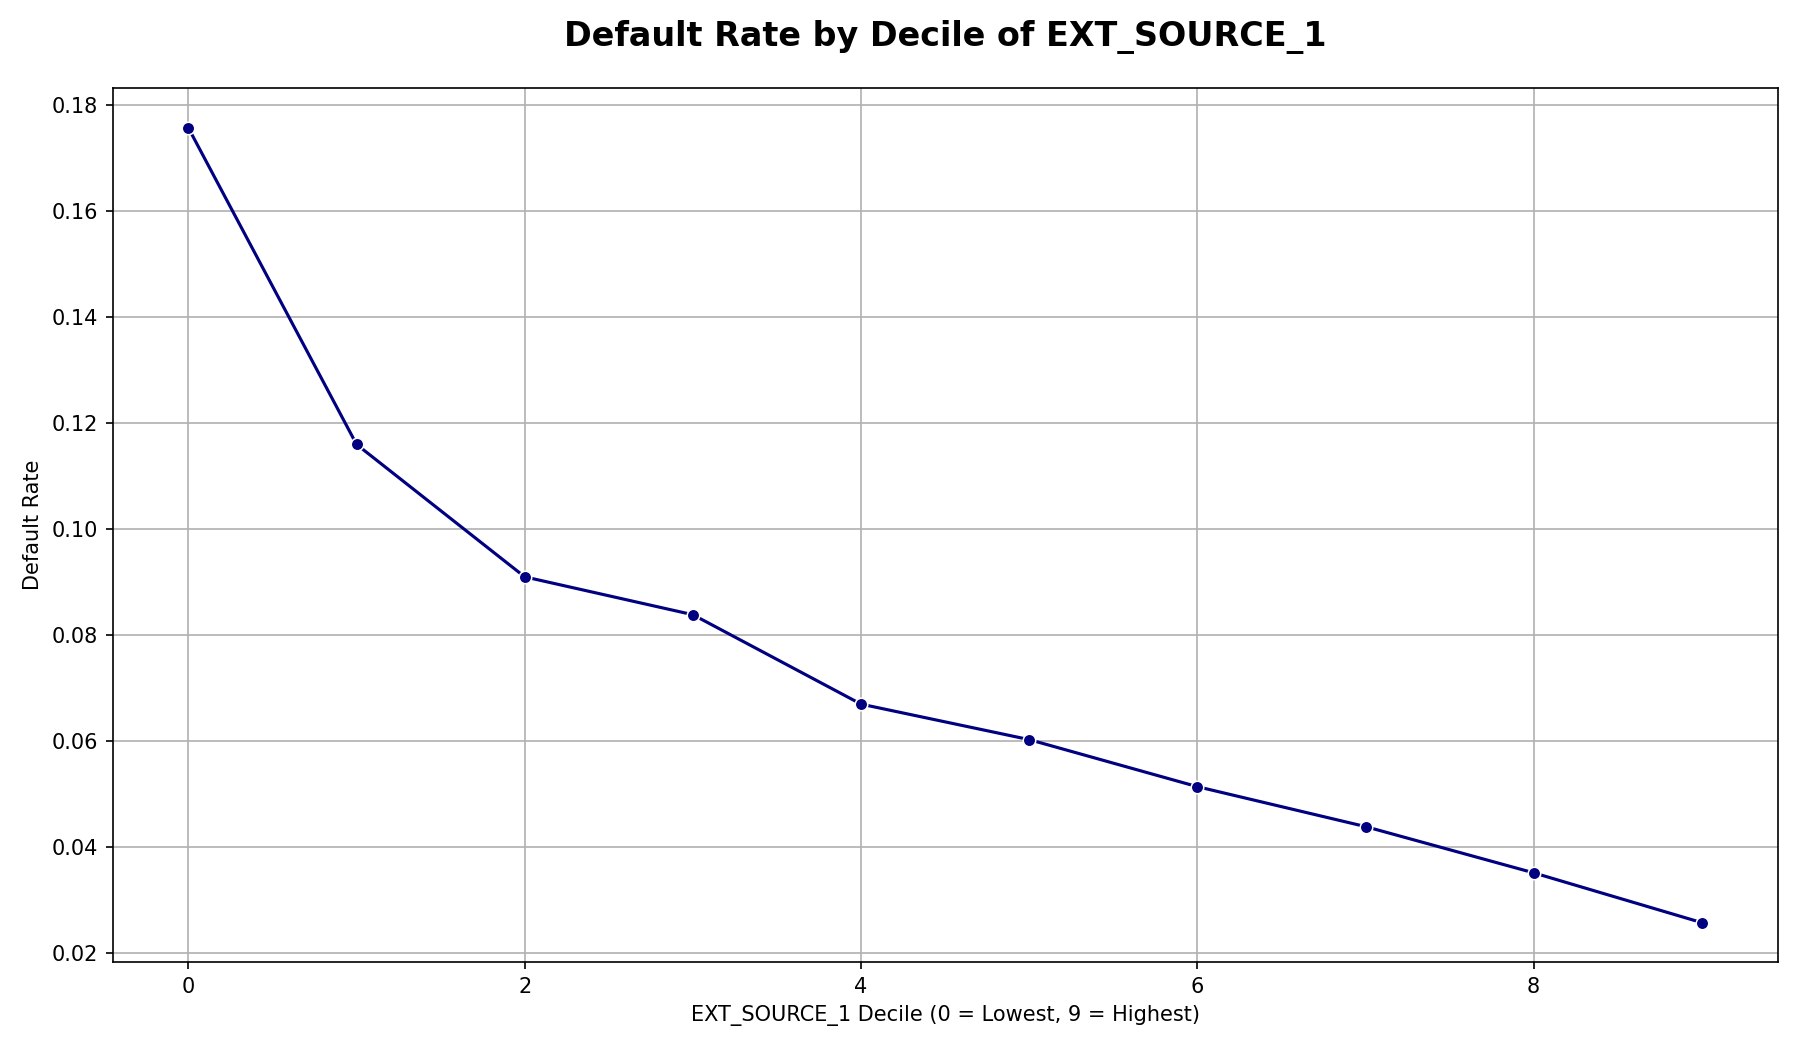 Default Rate by Decile of EXT_SOURCE_1
0.18
0.16
0.14
0.12
0.10
0.08
0.06
0.04
0.02
Default Rate
0 2 4 6 8
EXT_SOURCE_1 Decile (0 = Lowest, 9 = Highest)